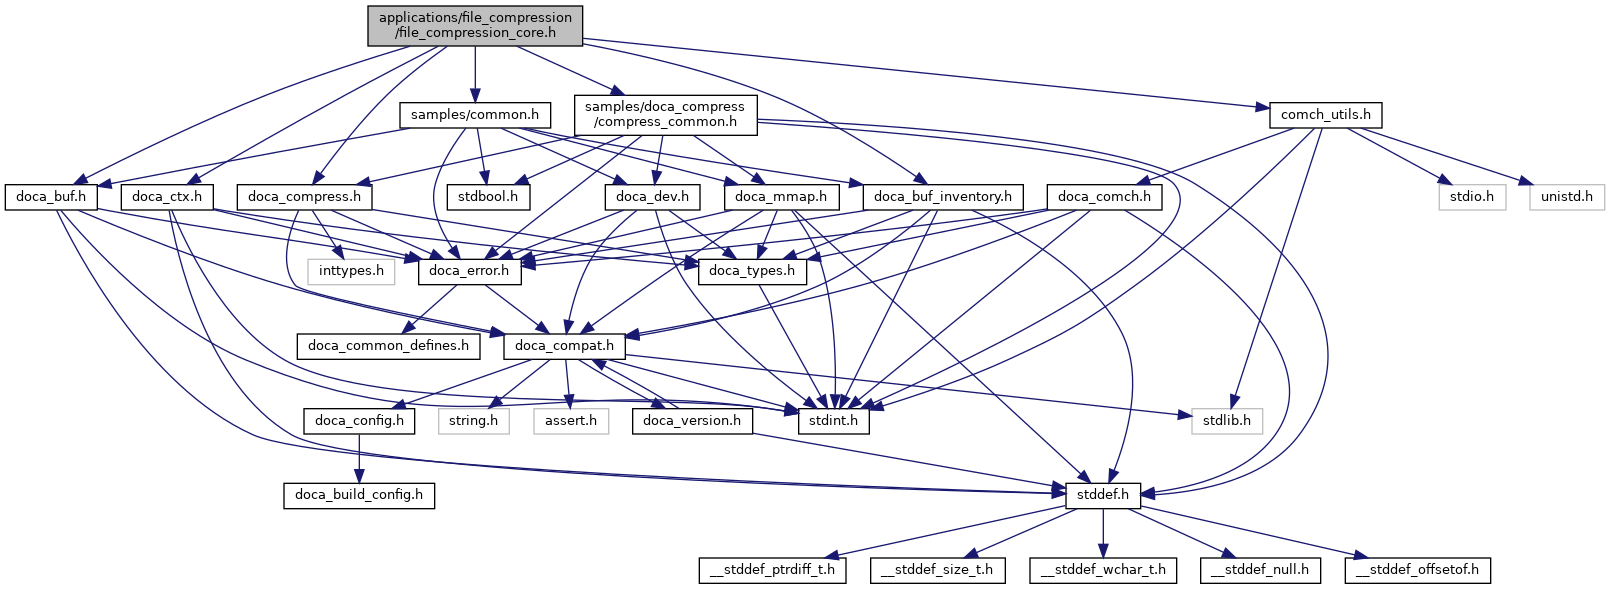 applications/file_compression
/file_compression_core.h
samples/common.h
samples/doca_compress
/compress_common.h
comch_utils.h
doca_buf.h
doca_ctx.h
doca_compress.h
stdbool.h
doca_dev.h
doca_mmap.h
doca_buf_inventory.h
doca_comch.h
stdio.h
unistd.h
inttypes.h
doca_error.h
doca_types.h
doca_common_defines.h
doca_compat.h
doca_config.h
string.h
assert.h
doca_version.h
stdint.h
stdlib.h
doca_build_config.h
stddef.h
__stddef_ptrdiff_t.h
__stddef_size_t.h
__stddef_wchar_t.h
__stddef_null.h
__stddef_offsetof.h